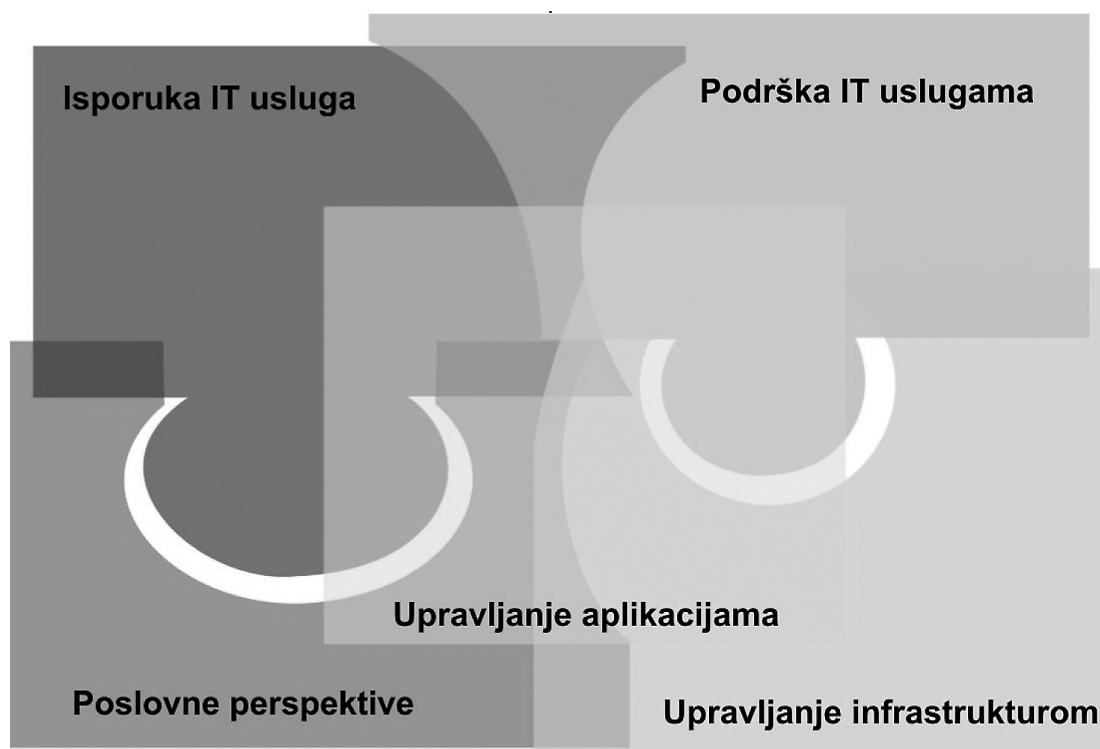 Isporuka IT usluga
Podrška IT uslugama
Upravljanje aplikacijama
Poslovne perspektive
Upravljanje infrastrukturom